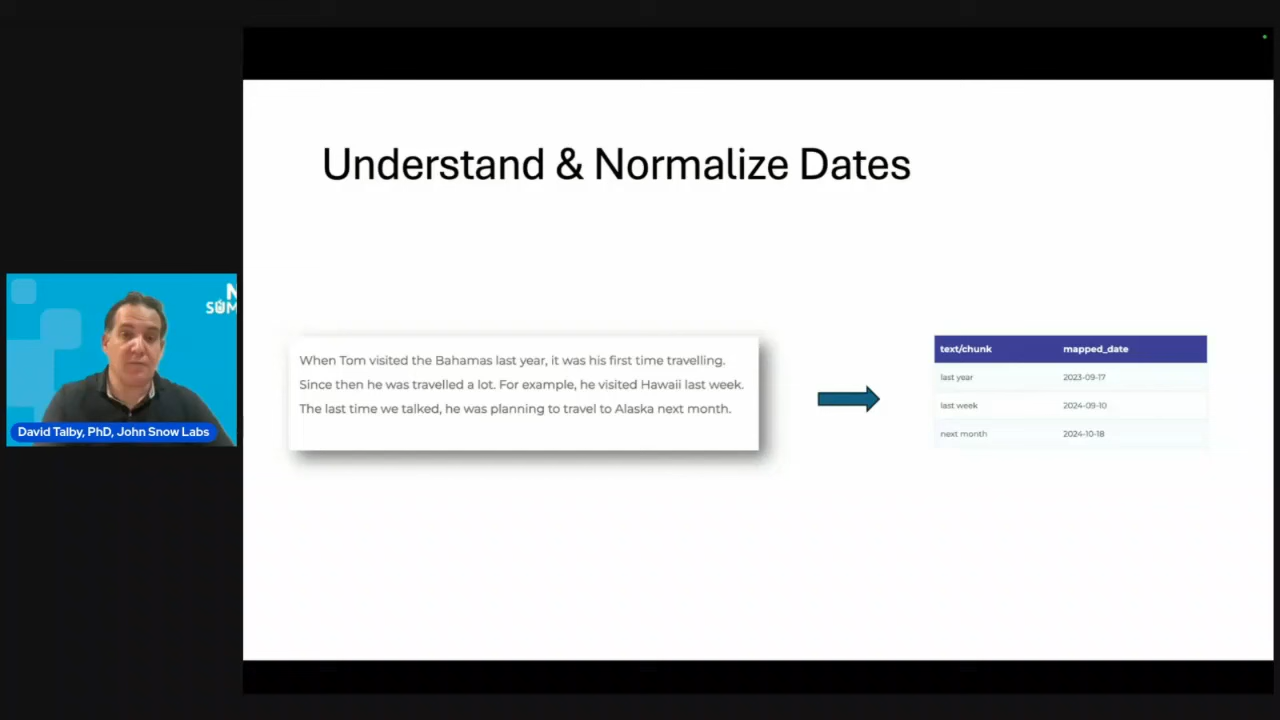 Understand & Normalize Dates
When Tom visited the Bahamas last year, it was his first time travelling.
Since then he was travelled a lot. For example, he visited Hawaii last week.
The last time we talked, he was planning to travel to Alaska next month.
text/chunk mapped_date
last year 2023-09-17
last week 2024-09-10
next month 2024-10-18
N
SUM
David Talby, PhD, John Snow Labs